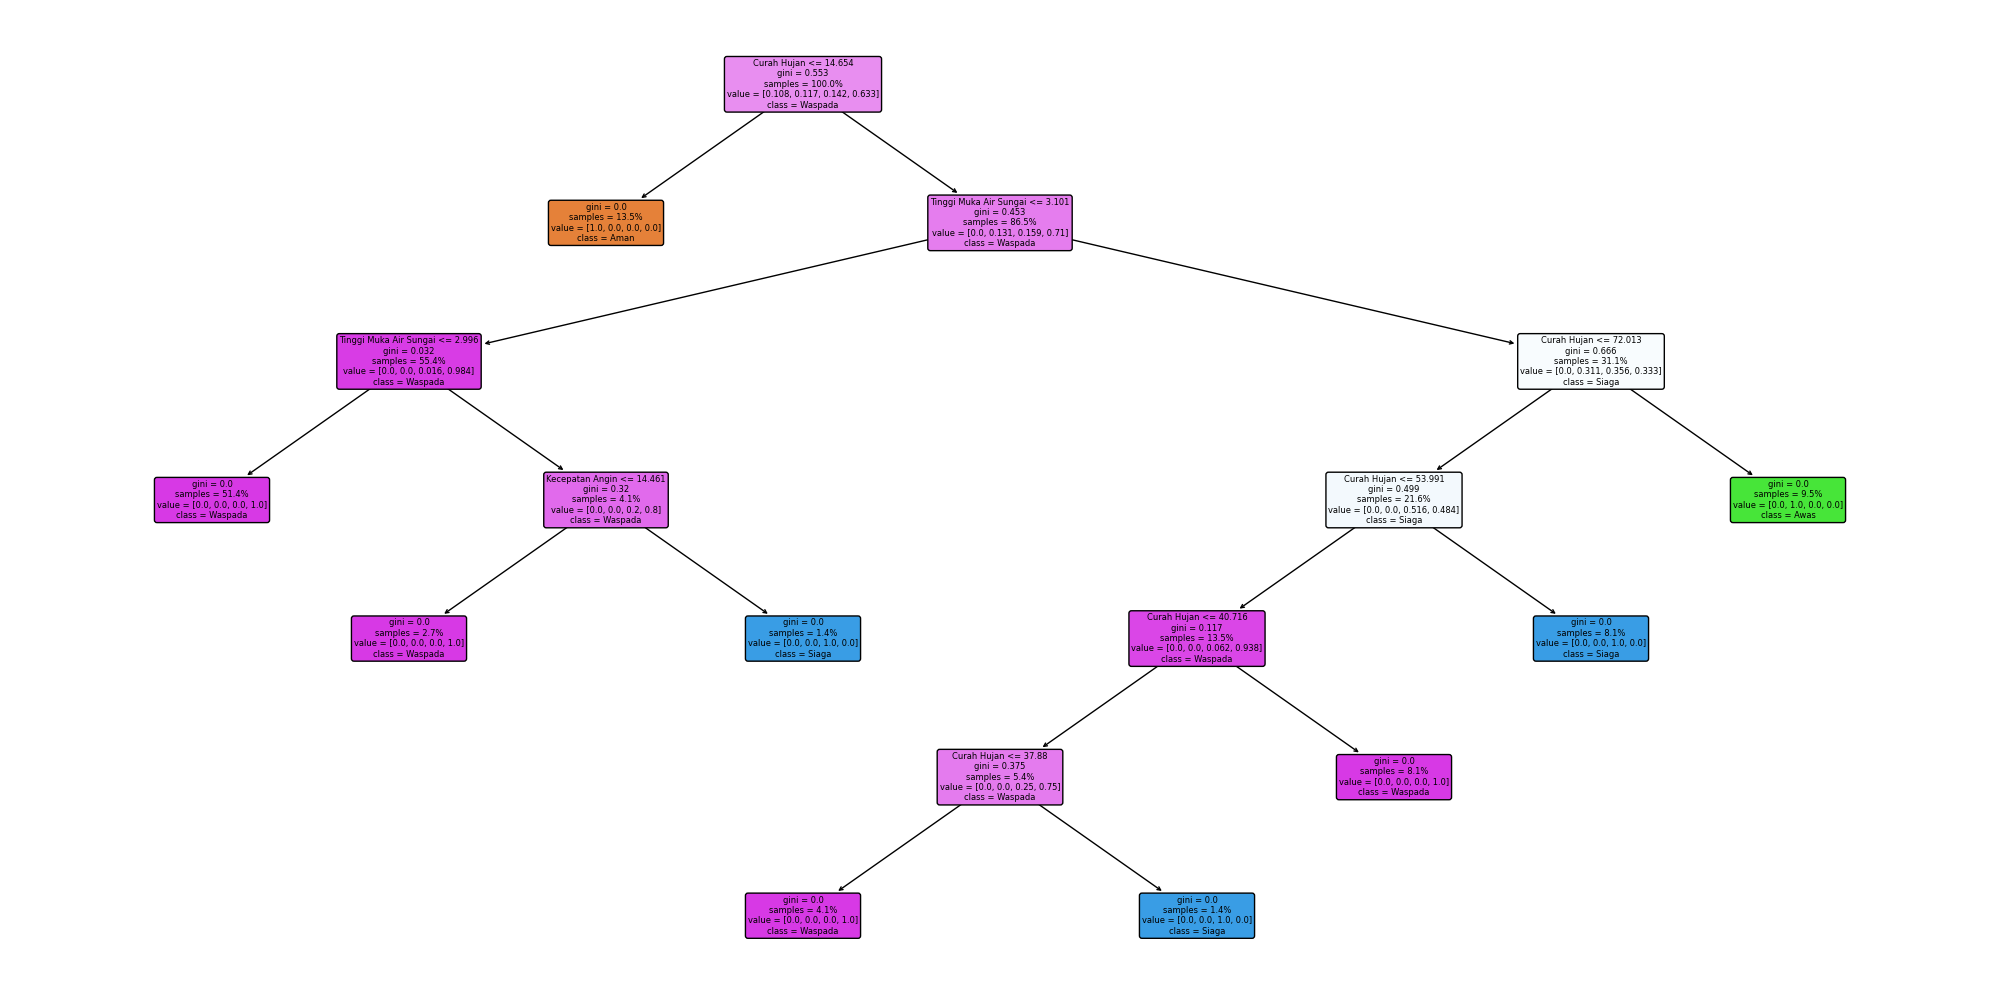 Curah Hujan <= 14.654
gini = 0.553
samples = 100.0%
value = [0.108, 0.117, 0.142, 0.633]
class = Waspada
gini = 0.0
samples = 13.5%
value = [1.0, 0.0, 0.0, 0.0]
class = Aman
Tinggi Muka Air Sungai <= 3.101
gini = 0.453
samples = 86.5%
value = [0.0, 0.131, 0.159, 0.71]
class = Waspada
Tinggi Muka Air Sungai <= 2.996
gini = 0.032
samples = 55.4%
value = [0.0, 0.0, 0.016, 0.984]
class = Waspada
Curah Hujan <= 72.013
gini = 0.666
samples = 31.1%
value = [0.0, 0.311, 0.356, 0.333]
class = Siaga
gini = 0.0
samples = 51.4%
value = [0.0, 0.0, 0.0, 1.0]
class = Waspada
Kecepatan Angin <= 14.461
gini = 0.32
samples = 4.1%
value = [0.0, 0.0, 0.2, 0.8]
class = Waspada
Curah Hujan <= 53.991
gini = 0.499
samples = 21.6%
value = [0.0, 0.0, 0.516, 0.484]
class = Siaga
gini = 0.0
samples = 9.5%
value = [0.0, 1.0, 0.0, 0.0]
class = Awas
gini = 0.0
samples = 2.7%
value = [0.0, 0.0, 0.0, 1.0]
class = Waspada
gini = 0.0
samples = 1.4%
value = [0.0, 0.0, 1.0, 0.0]
class = Siaga
Curah Hujan <= 40.716
gini = 0.117
samples = 13.5%
value = [0.0, 0.0, 0.062, 0.938]
class = Waspada
gini = 0.0
samples = 8.1%
value = [0.0, 0.0, 1.0, 0.0]
class = Siaga
Curah Hujan <= 37.88
gini = 0.375
samples = 5.4%
value = [0.0, 0.0, 0.25, 0.75]
class = Waspada
gini = 0.0
samples = 8.1%
value = [0.0, 0.0, 0.0, 1.0]
class = Waspada
gini = 0.0
samples = 4.1%
value = [0.0, 0.0, 0.0, 1.0]
class = Waspada
gini = 0.0
samples = 1.4%
value = [0.0, 0.0, 1.0, 0.0]
class = Siaga